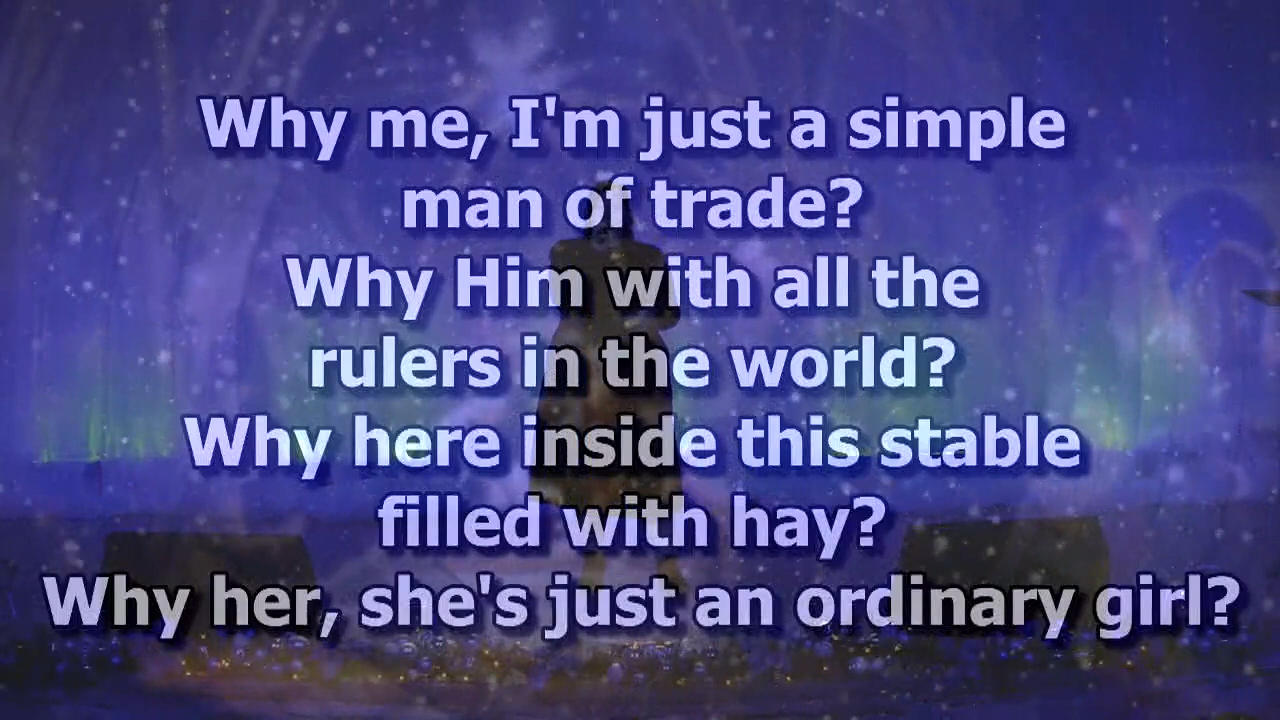 Why me, I'm just a simple
man of trade?
Why Him with all the
rulers in the world?
Why here inside this stable
filled with hay?
Why her, she's just an ordinary girl?